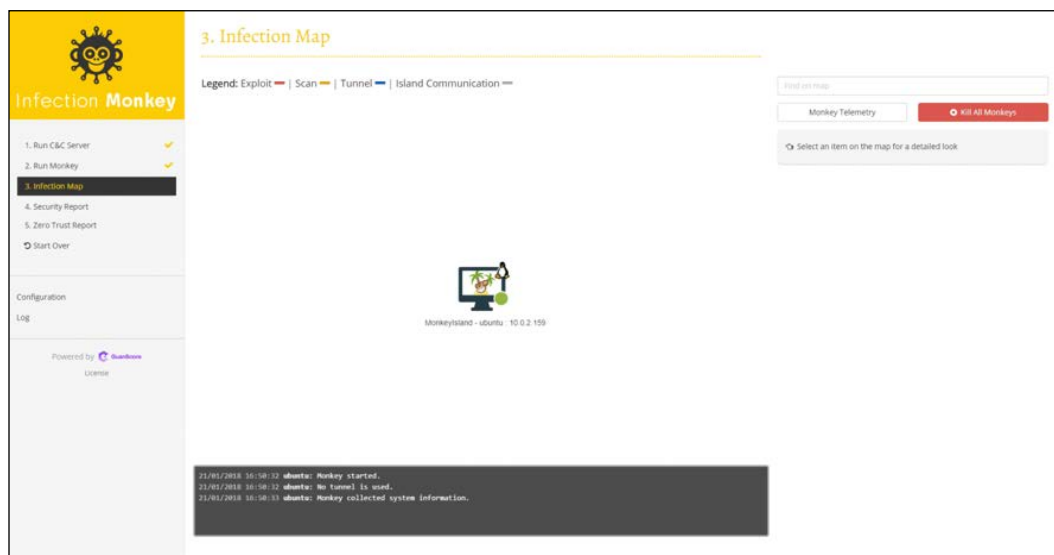 Infection Monkey
1. Run C&C Server
2. Run Monkey
3. Infection Map
4. Security Report
5. Zero Trust Report
Start Over
Configuration
Log
Powered by Guardicore
License
3. Infection Map
Legend: Exploit | Scan | Tunnel | Island Communication
MonkeyIsland - ubuntu : 10.0.2.159
21/01/2018 16:50:32 ubuntu: Monkey started.
21/01/2018 16:50:32 ubuntu: No tunnel is used.
21/01/2018 16:50:33 ubuntu: Monkey collected system information.
Find on map
Monkey Telemetry
Kill All Monkeys
Select an item on the map for a detailed look